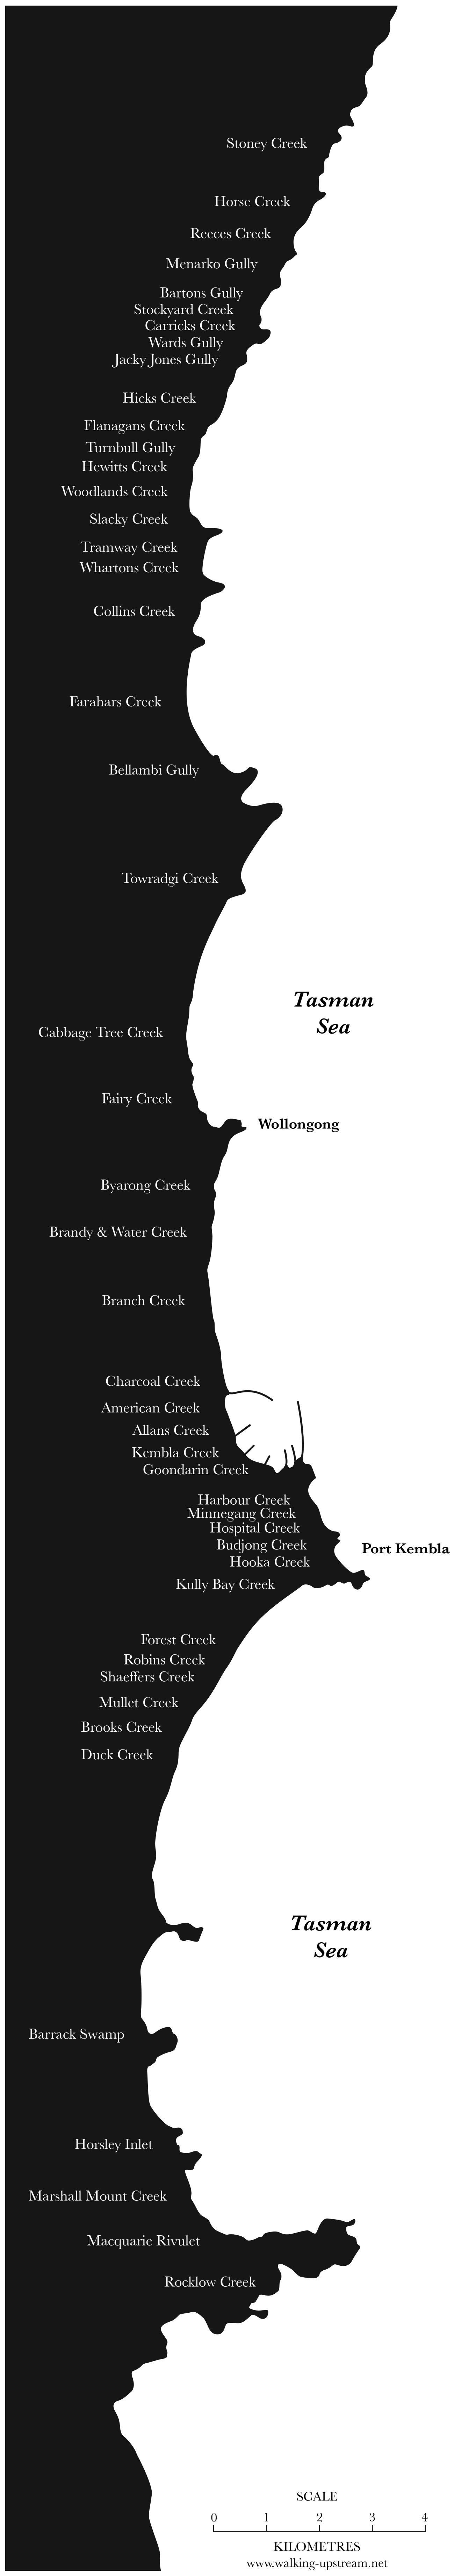 Stoney Creek
Horse Creek
Reeces Creek
Menarko Gully
Bartons Gully
Stockyard Creek
Carricks Creek
Wards Gully
Jacky Jones Gully
Hicks Creek
Flanagans Creek
Turnbull Gully
Hewitts Creek
Woodlands Creek
Slacky Creek
Tramway Creek
Whartons Creek
Collins Creek
Farahars Creek
Bellambi Gully
Towradgi Creek
Tasman
Sea
Cabbage Tree Creek
Fairy Creek
Wollongong
Byarong Creek
Brandy & Water Creek
Branch Creek
Charcoal Creek
American Creek
Allans Creek
Kembla Creek
Goondarin Creek
Harbour Creek
Minnegang Creek
Hospital Creek
Budjong Creek
Port Kembla
Hooka Creek
Kully Bay Creek
Forest Creek
Robins Creek
Shaeffers Creek
Mullet Creek
Brooks Creek
Duck Creek
Tasman
Sea
Barrack Swamp
Horsley Inlet
Marshall Mount Creek
Macquarie Rivulet
Rocklow Creek
SCALE
0 1 2 3 4
KILOMETRES
www.walking-upstream.net